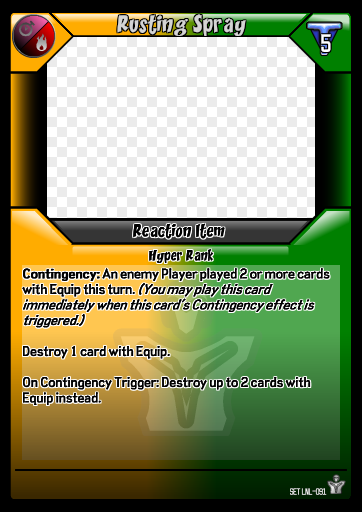 Rusting Spray
5
Reaction Item
Hyper Rank
Contingency: An enemy Player played 2 or more cards
with Equip this turn. (You may play this card
immediately when this card's Contingency effect is
triggered.)
Destroy 1 card with Equip.
On Contingency Trigger: Destroy up to 2 cards with
Equip instead.
SET LNL-091